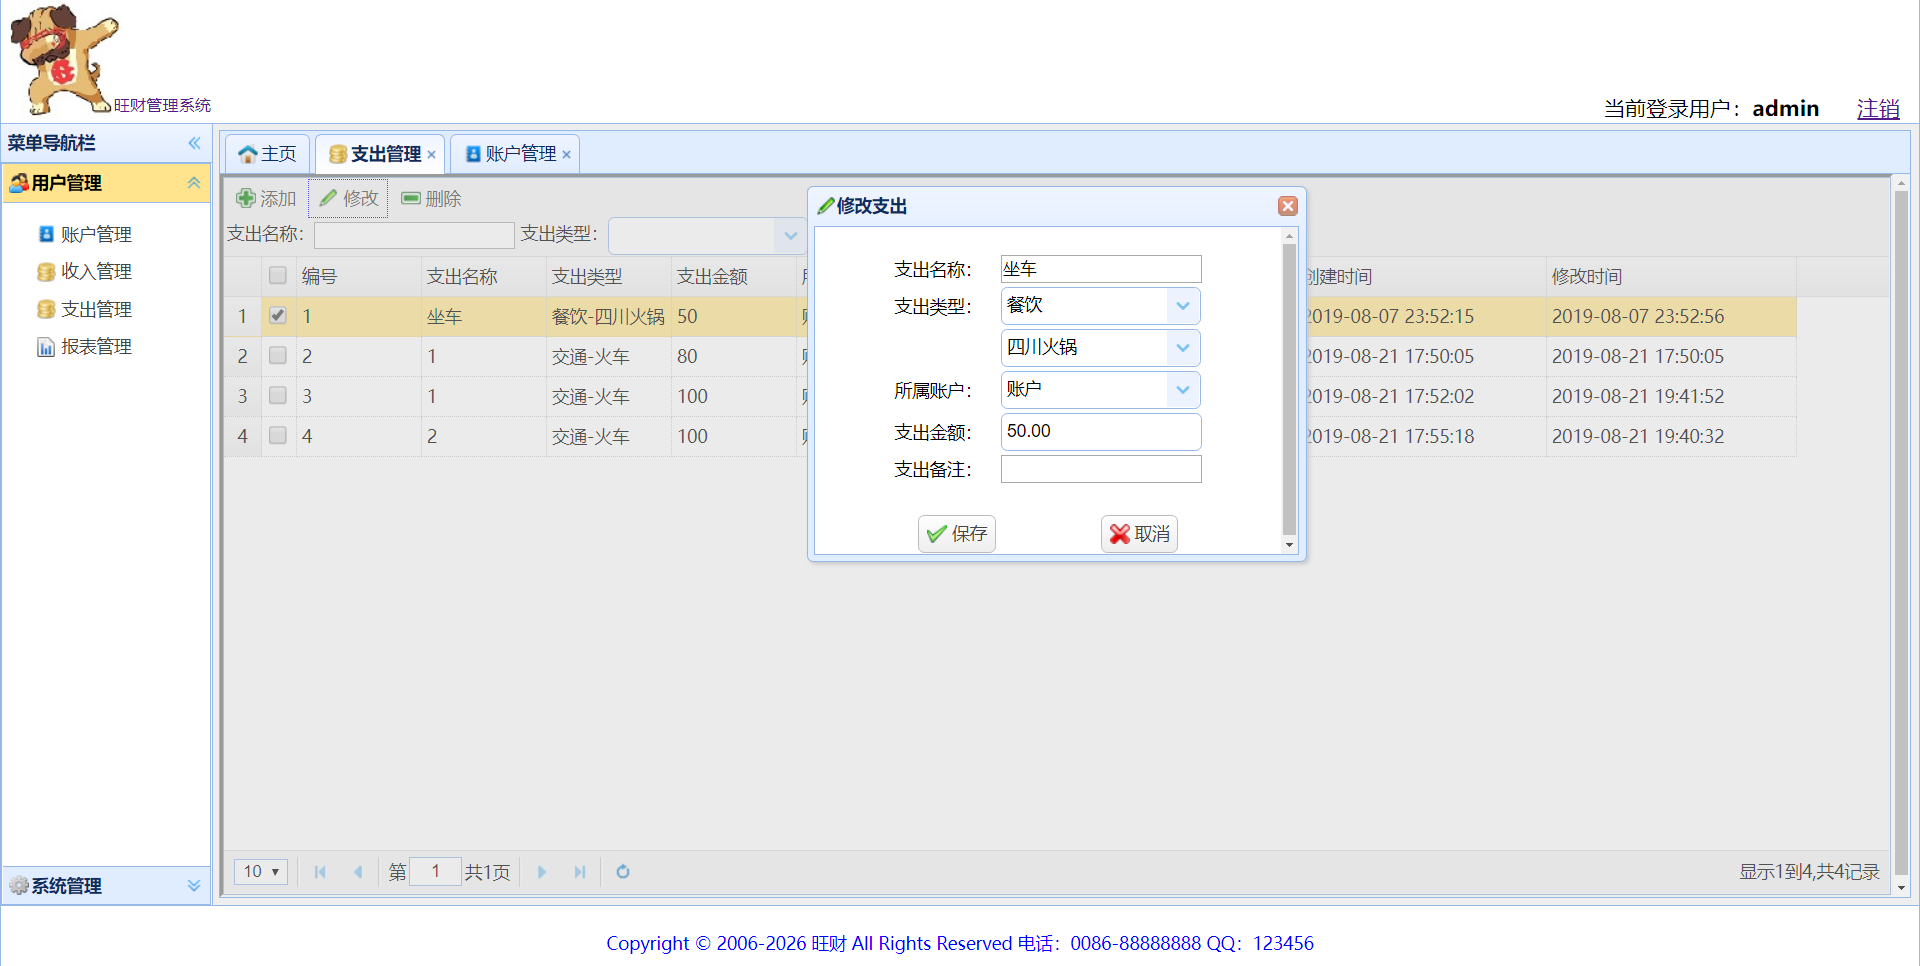 旺财管理系统
当前登录用户：admin 注销
菜单导航栏
用户管理
账户管理
收入管理
支出管理
报表管理
系统管理
主页 支出管理 账户管理
添加 修改 删除
支出名称： 支出类型：
编号 支出名称 支出类型 支出金额 创建时间 修改时间
1 1 坐车 餐饮-四川火锅 50 2019-08-07 23:52:15 2019-08-07 23:52:56
2 2 1 交通-火车 80 2019-08-21 17:50:05 2019-08-21 17:50:05
3 3 1 交通-火车 100 2019-08-21 17:52:02 2019-08-21 19:41:52
4 4 2 交通-火车 100 2019-08-21 17:55:18 2019-08-21 19:40:32
修改支出
支出名称： 坐车
支出类型： 餐饮
四川火锅
所属账户： 账户
支出金额： 50.00
支出备注：
保存 取消
10 第 1 共1页 显示1到4,共4记录
Copyright © 2006-2026 旺财 All Rights Reserved 电话：0086-88888888 QQ：123456